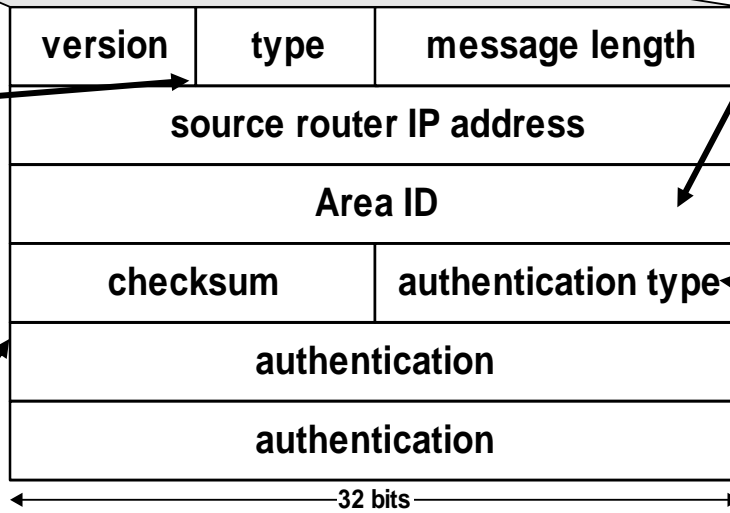 version type message length
source router IP address
Area ID
checksum authentication type
authentication
authentication
32 bits